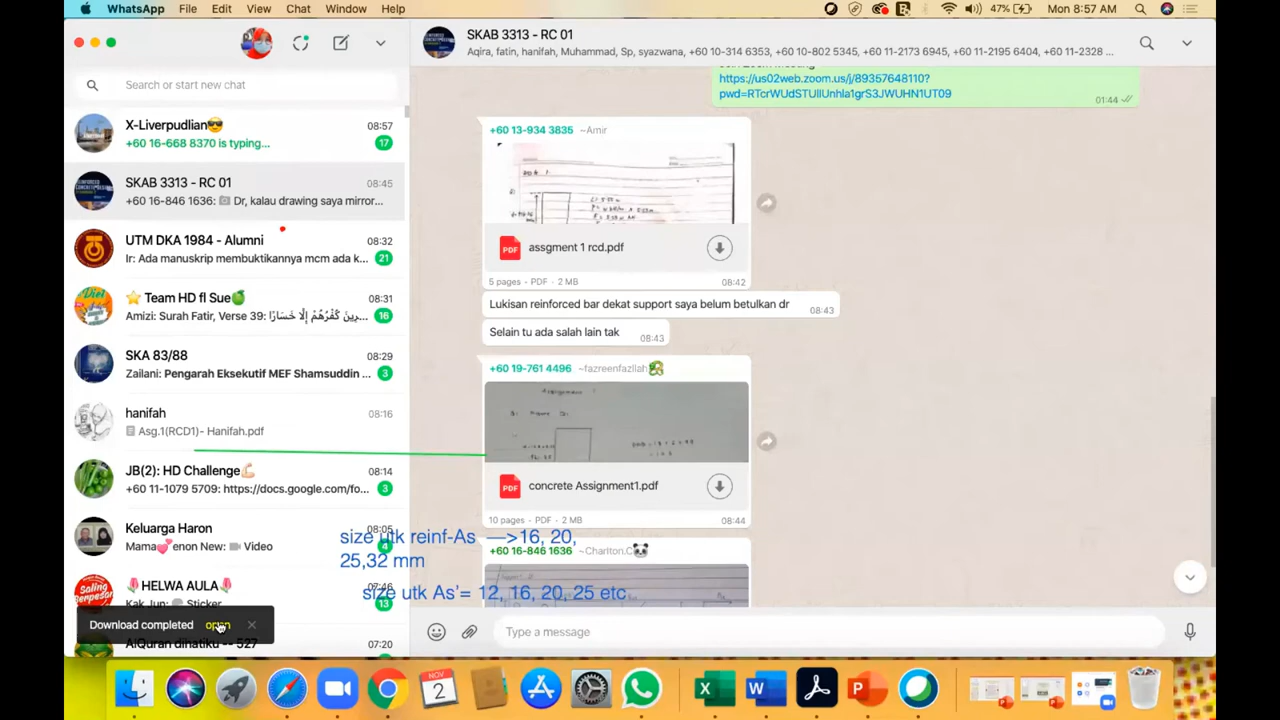 WhatsApp File Edit View Chat Window Help
47% Mon 8:57 AM
SKAB 3313 - RC 01
Aqira, fatin, hanifah, Muhammad, Sp, syazwana, +60 10-314 6353, +60 10-802 5345, +60 11-2173 6945, +60 11-2195 6404, +60 11-2328 ...
Search or start new chat
X-Liverpudlian😎 08:57
+60 16-668 8370 is typing... 17
SKAB 3313 - RC 01 08:45
+60 16-846 1636: Dr, kalau drawing saya mirror...
UTM DKA 1984 - Alumni 08:32
Ir: Ada manuskrip membuktikannya mcm ada k... 21
⭐ Team HD fl Sue🍏 08:31
Amizi: Surah Fatir, Verse 39: 16
SKA 83/88 08:29
Zailani: Pengarah Eksekutif MEF Shamsuddin ... 3
hanifah 08:16
Asg.1(RCD1)- Hanifah.pdf
JB(2): HD Challenge💪🏻 08:14
+60 11-1079 5709: https://docs.google.com/fo... 3
Keluarga Haron 08:05
Mama💞enon New: Video 4
🌷HELWA AULA🌷 07:46
Kak Jun: Sticker 13
Download completed open
AlQuran dihatiku -- 527 07:20
https://us02web.zoom.us/j/89357648110?
pwd=RTcrWUdSTUlIUnhla1grS3JWUHN1UT09
01:44
+60 13-934 3835 ~Amir
PDF assgment 1 rcd.pdf
5 pages · PDF · 2 MB 08:42
Lukisan reinforced bar dekat support saya belum betulkan dr 08:43
Selain tu ada salah lain tak 08:43
+60 19-761 4496 ~fazreenfazilah🐉
PDF concrete Assignment1.pdf
10 pages · PDF · 2 MB 08:44
size utk reinf-As —>16, 20,
25,32 mm
+60 16-846 1636 ~Charlton.C🐼
size utk As'= 12, 16, 20, 25 etc
Type a message
NOV
2